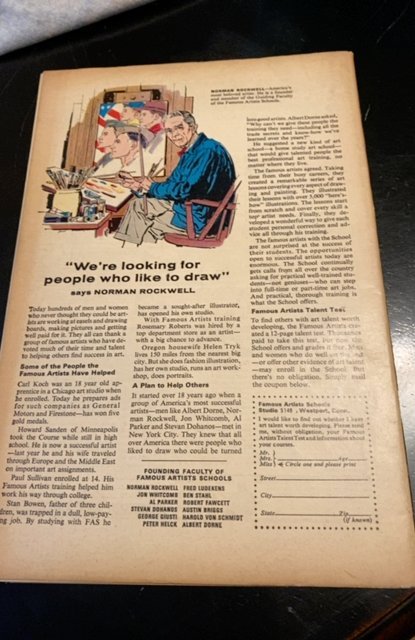 NORMAN ROCKWELL—America's
most beloved artist. He is a founder
and member of the Guiding Faculty
of the Famous Artists Schools.
"We're looking for
people who like to draw"
says NORMAN ROCKWELL
Today hundreds of men and women
who never thought they could be art-
ists are working at easels and drawing
boards, making pictures and getting
well paid for it. They all can thank a
group of famous artists who have de-
voted much of their time and talent
to helping others find success in art.
Some of the People the
Famous Artists Have Helped
Carl Koch was an 18 year old ap-
prentice in a Chicago art studio when
he enrolled. Today he prepares ads
for such companies as General
Motors and Firestone—has won five
gold medals.
Howard Sanden of Minneapolis
took the Course while still in high
school. He is now a successful artist
—last year he and his wife traveled
through Europe and the Middle East
on important art assignments.
Paul Sullivan enrolled at 14. His
Famous Artists training helped him
work his way through college.
Stan Bowen, father of three chil-
dren, was trapped in a dull, low-pay-
ing job. By studying with FAS he
became a sought-after illustrator,
has opened his own studio.
With Famous Artists training
Rosemary Roberts was hired by a
top department store as an artist—
with a big chance to advance.
Oregon housewife Helen Tryk
lives 150 miles from the nearest big
city. But she does fashion illustration,
has her own studio, runs an art work-
shop, does portraits.
A Plan to Help Others
It started over 18 years ago when a
group of America's most successful
artists—men like Albert Dorne, Nor-
man Rockwell, Jon Whitcomb, Al
Parker and Stevan Dohanos—met in
New York City. They knew that all
over America there were people who
liked to draw who could be turned
FOUNDING FACULTY OF
FAMOUS ARTISTS SCHOOLS
NORMAN ROCKWELL FRED LUDEKENS
JON WHITCOMB BEN STAHL
AL PARKER ROBERT FAWCETT
STEVAN DOHANOS AUSTIN BRIGGS
GEORGE GIUSTI HAROLD VON SCHMIDT
PETER HELCK ALBERT DORNE
into good artists. Albert Dorne asked,
"Why can't we give these people the
training they need—including all the
trade secrets and know-how we've
learned over the years?"
He suggested a new kind of art
school—a home study art school—
that would give talented people the
best professional art training, no
matter where they live.
The famous artists agreed. Taking
time from their busy careers, they
created a remarkable series of art
lessons covering every aspect of draw-
ing and painting. They illustrated
their lessons with over 5,000 "here's-
how" illustrations. The lessons start
from scratch and cover every skill a
top artist needs. Finally, they de-
veloped a wonderful way to give each
student personal correction and ad-
vice all through his training.
The famous artists with the School
are not surprised at the success of
their students. The opportunities
open to successful artists today are
enormous. The School continually
gets calls from all over the country
asking for practical well-trained stu-
dents—not geniuses—who can step
into full-time or part-time art jobs.
And practical, thorough training is
what the School offers.
Famous Artists Talent Test
To find others with art talent worth
developing, the Famous Artists cre-
ated a 12-page talent test. Thousands
paid to take this test. For now the
School offers and grades it free. Men
and women who do well on the
—or offer other evidence of art talent
—may enroll in the School. But
there's no obligation. Simply mail
the coupon below.
Famous Artists Schools
Studio , Westport, Conn.
I would like to find out whether I have
art talent worth developing. Please send
me, without obligation, your Famous
Artists Talent Test and information about
your courses.
Mr.
Mrs. Age
Miss Circle one and print
Street
City
State Zip
(if known)